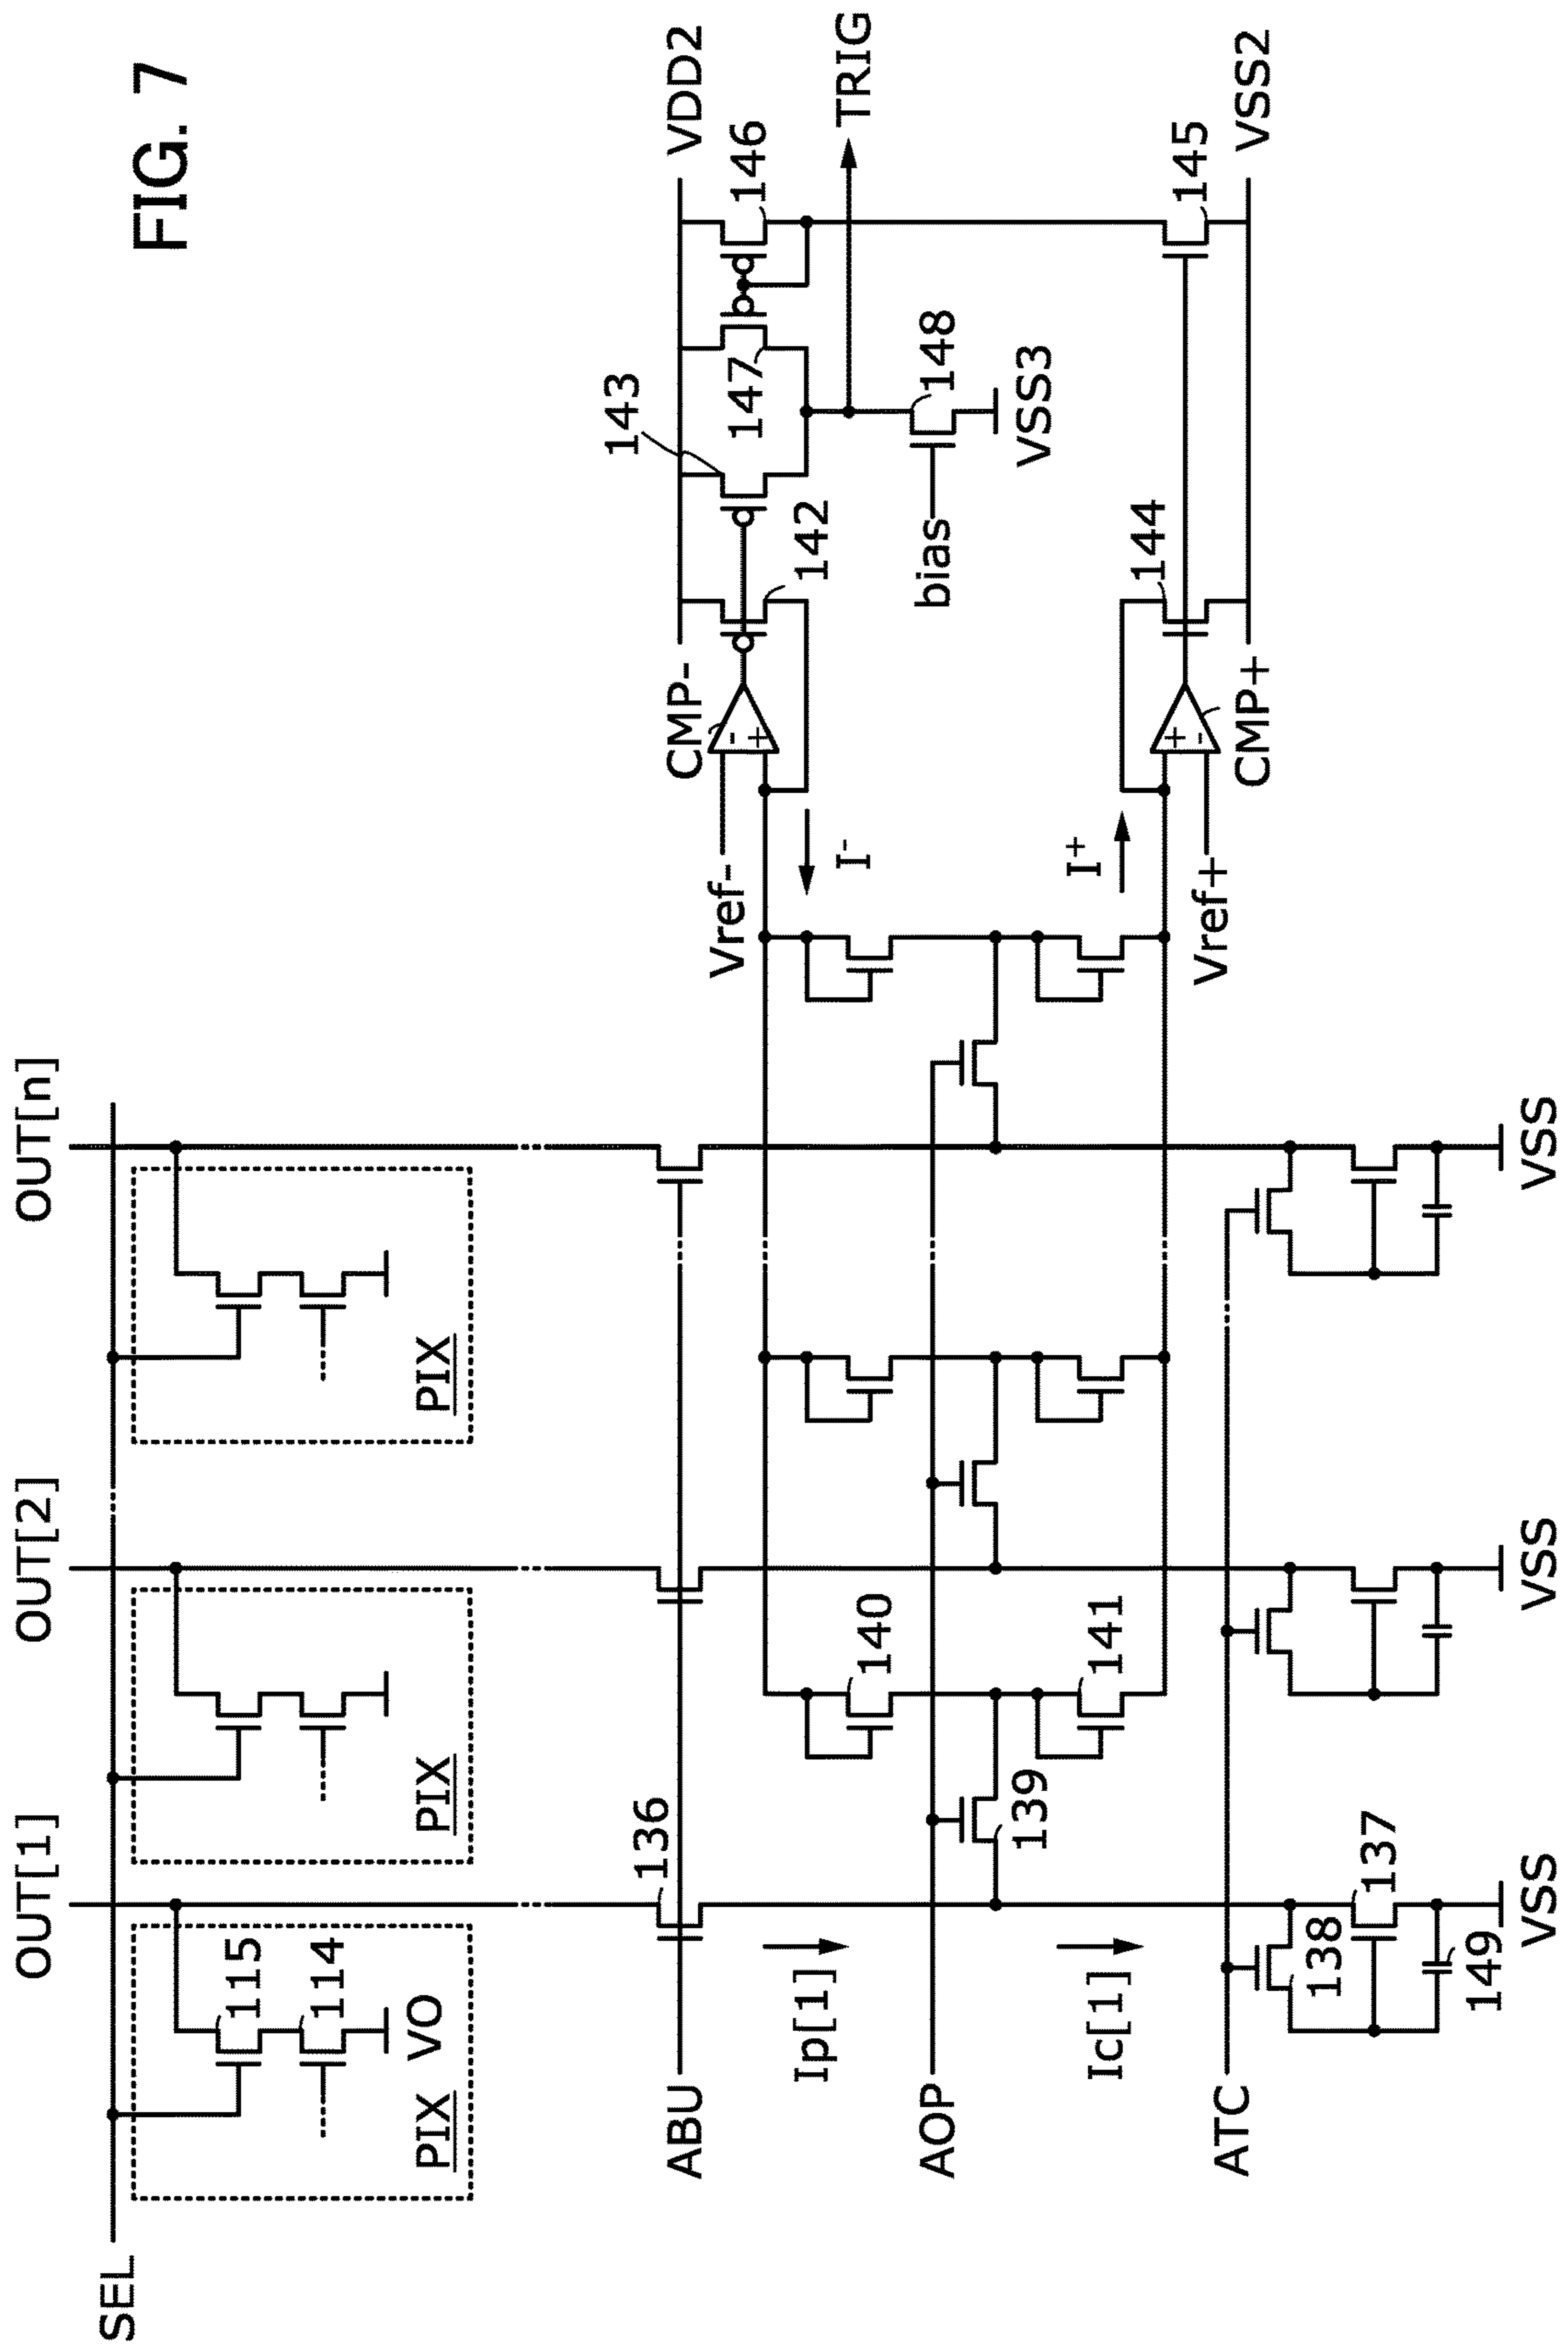 FIG. 7
OUT[1]
OUT[2]
OUT[n]
SEL
115
114
VO
PIX
PIX
PIX
136
ABU
CMP-
VDD2
143
146
147
142
TRIG
Vref-
Ip[1]
140
I-
148
bias
AOP
139
VSS3
141
Ic[1]
I+
144
145
Vref+
CMP+
VSS2
ATC
138
137
149
VSS
VSS
VSS